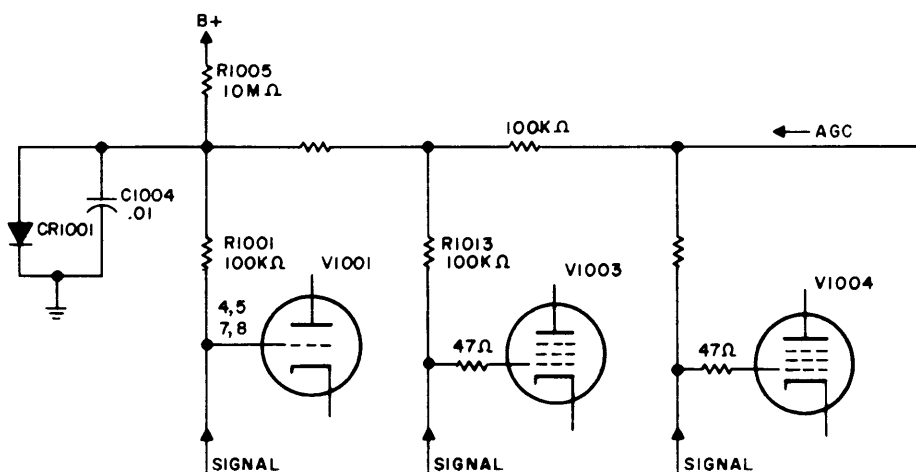 B+
R1005
10MΩ
100KΩ
AGC
C1004
.01
CR1001
R1001
100KΩ
R1013
100KΩ
V1001
V1003
V1004
4,5
7,8
47Ω
47Ω
SIGNAL
SIGNAL
SIGNAL